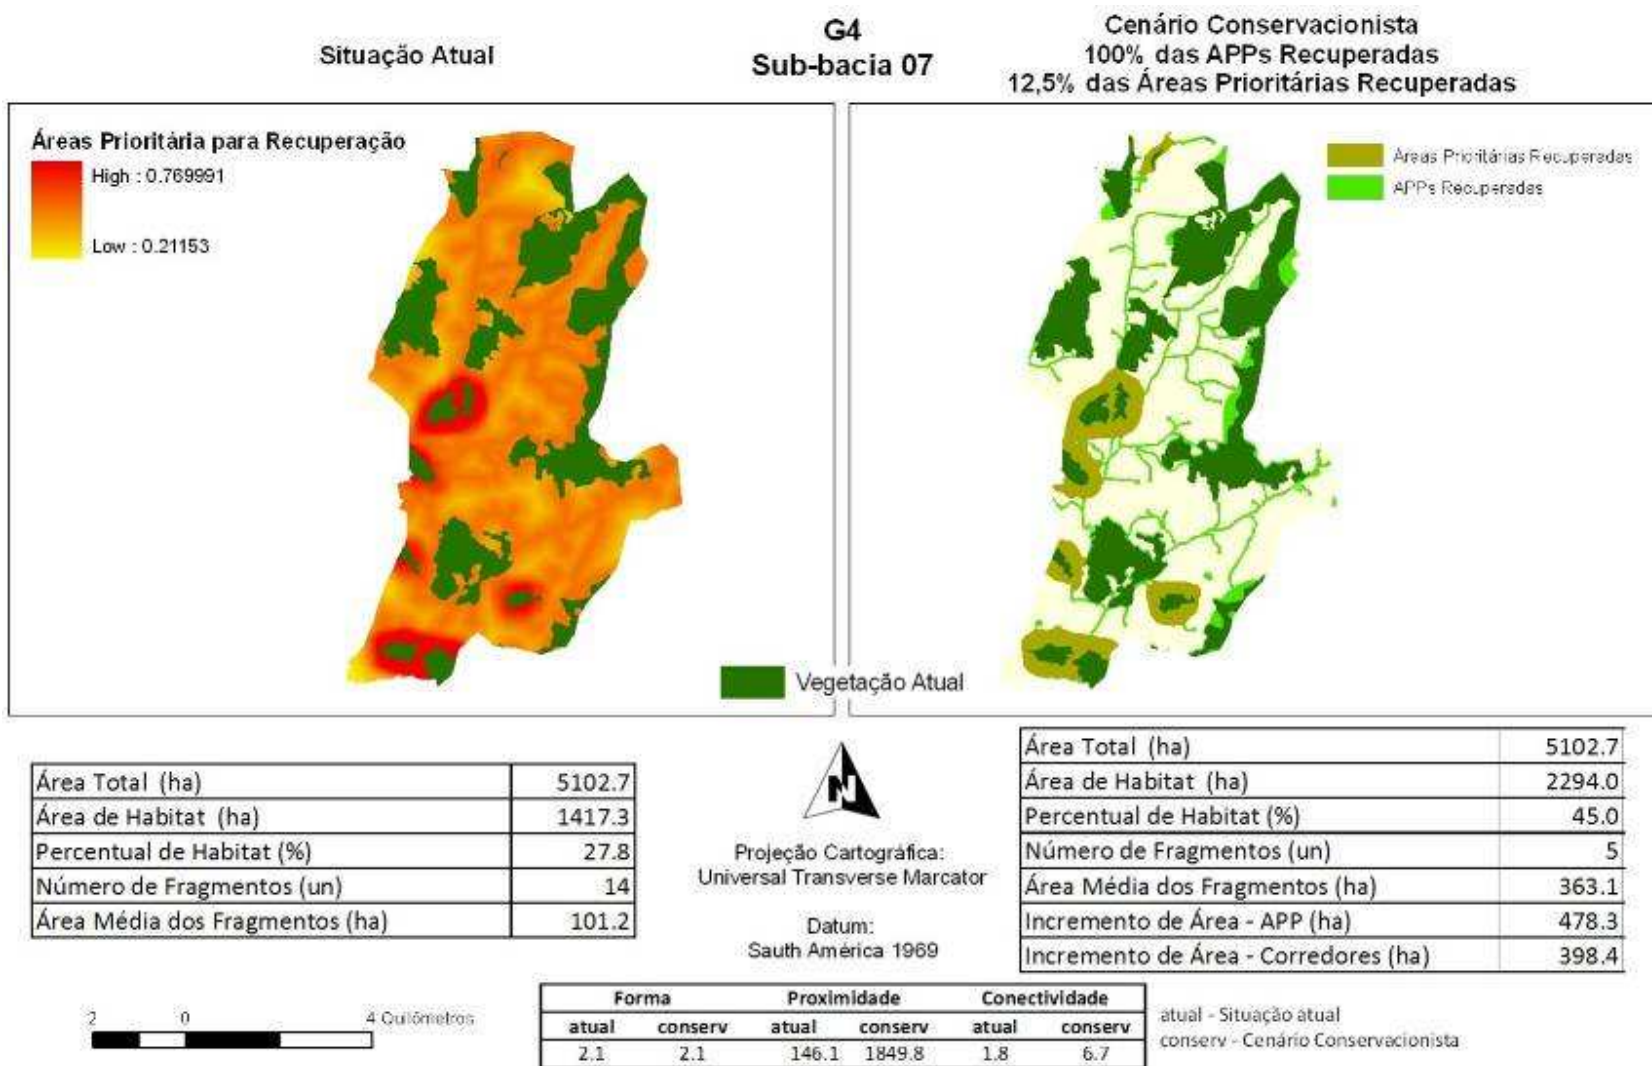 Situação Atual
G4
Sub-bacia 07
Cenário Conservacionista
100% das APPs Recuperadas
12,5% das Áreas Prioritárias Recuperadas
Áreas Prioritária para Recuperação
High : 0.769991
Low : 0.21153
Áreas Prioritárias Recuperadas
APPs Recuperadas
Vegetação Atual
Área Total (ha) 5102.7
Área de Habitat (ha) 1417.3
Percentual de Habitat (%) 27.8
Número de Fragmentos (un) 14
Área Média dos Fragmentos (ha) 101.2
N
Projeção Cartográfica:
Universal Transverse Marcator
Datum:
Sauth América 1969
Área Total (ha) 5102.7
Área de Habitat (ha) 2294.0
Percentual de Habitat (%) 45.0
Número de Fragmentos (un) 5
Área Média dos Fragmentos (ha) 363.1
Incremento de Área - APP (ha) 478.3
Incremento de Área - Corredores (ha) 398.4
2 0 4 Quilômetros
Forma Proximidade Conectividade
atual conserv atual conserv atual conserv
2.1 2.1 146.1 1849.8 1.8 6.7
atual - Situação atual
conserv - Cenário Conservacionista